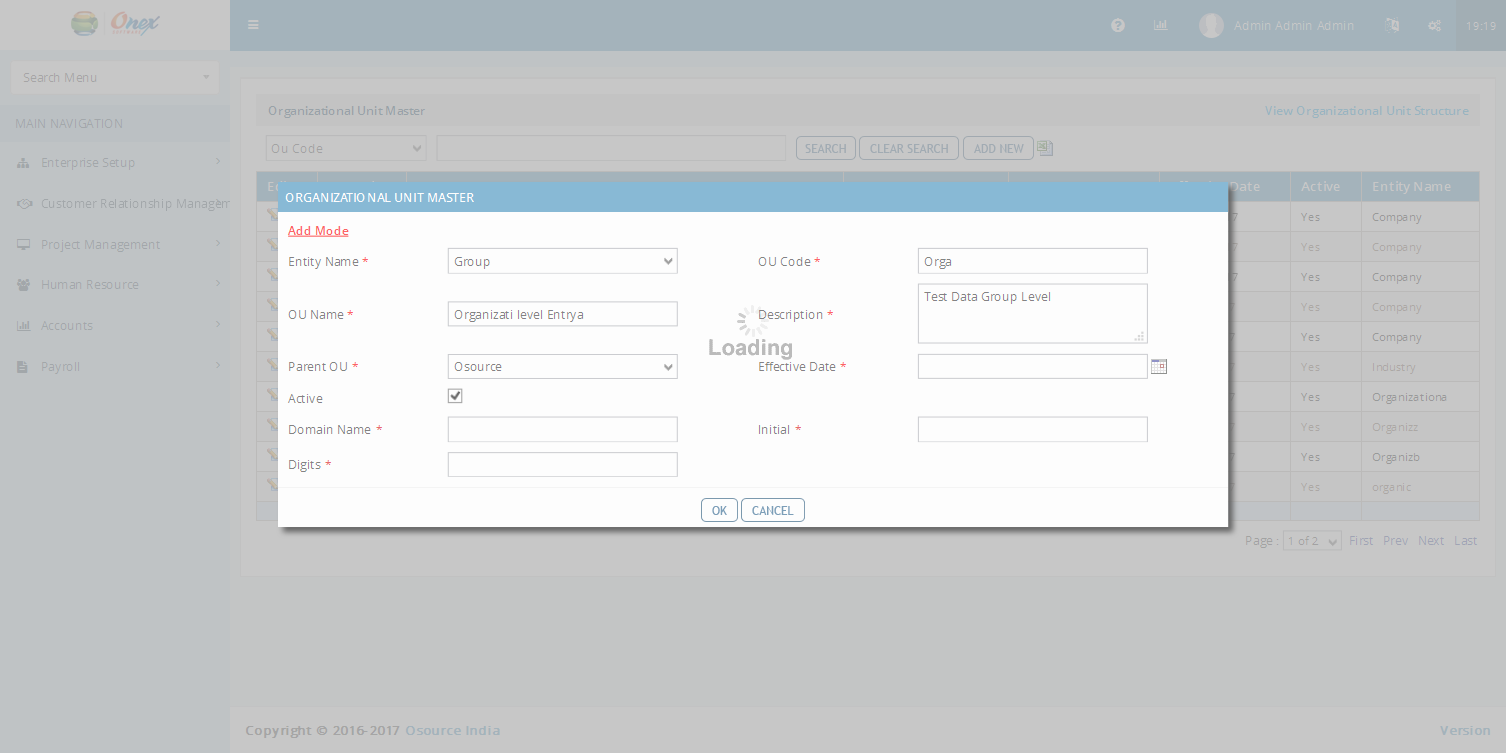 Onex
19:19
Admin Admin Admin
Search Menu
MAIN NAVIGATION
Enterprise Setup
Customer Relationship Managem
Project Management
Human Resource
Accounts
Payroll
Organizational Unit Master
View Organizational Unit Structure
Ou Code
SEARCH
CLEAR SEARCH
ADD NEW
Date Active Entity Name
7 Yes Company
7 Yes Company
7 Yes Company
7 Yes Company
7 Yes Company
7 Yes Industry
7 Yes Organizationa
7 Yes Organizz
7 Yes Organizb
7 Yes organic
ORGANIZATIONAL UNIT MASTER
Add Mode
Entity Name * Group
OU Code * Orga
OU Name * Organizati level Entrya
Description * Test Data Group Level
Loading
Parent OU * Osource
Effective Date *
Active
Domain Name *
Initial *
Digits *
OK
CANCEL
Page : 1 of 2 First Prev Next Last
Copyright © 2016-2017 Osource India
Version